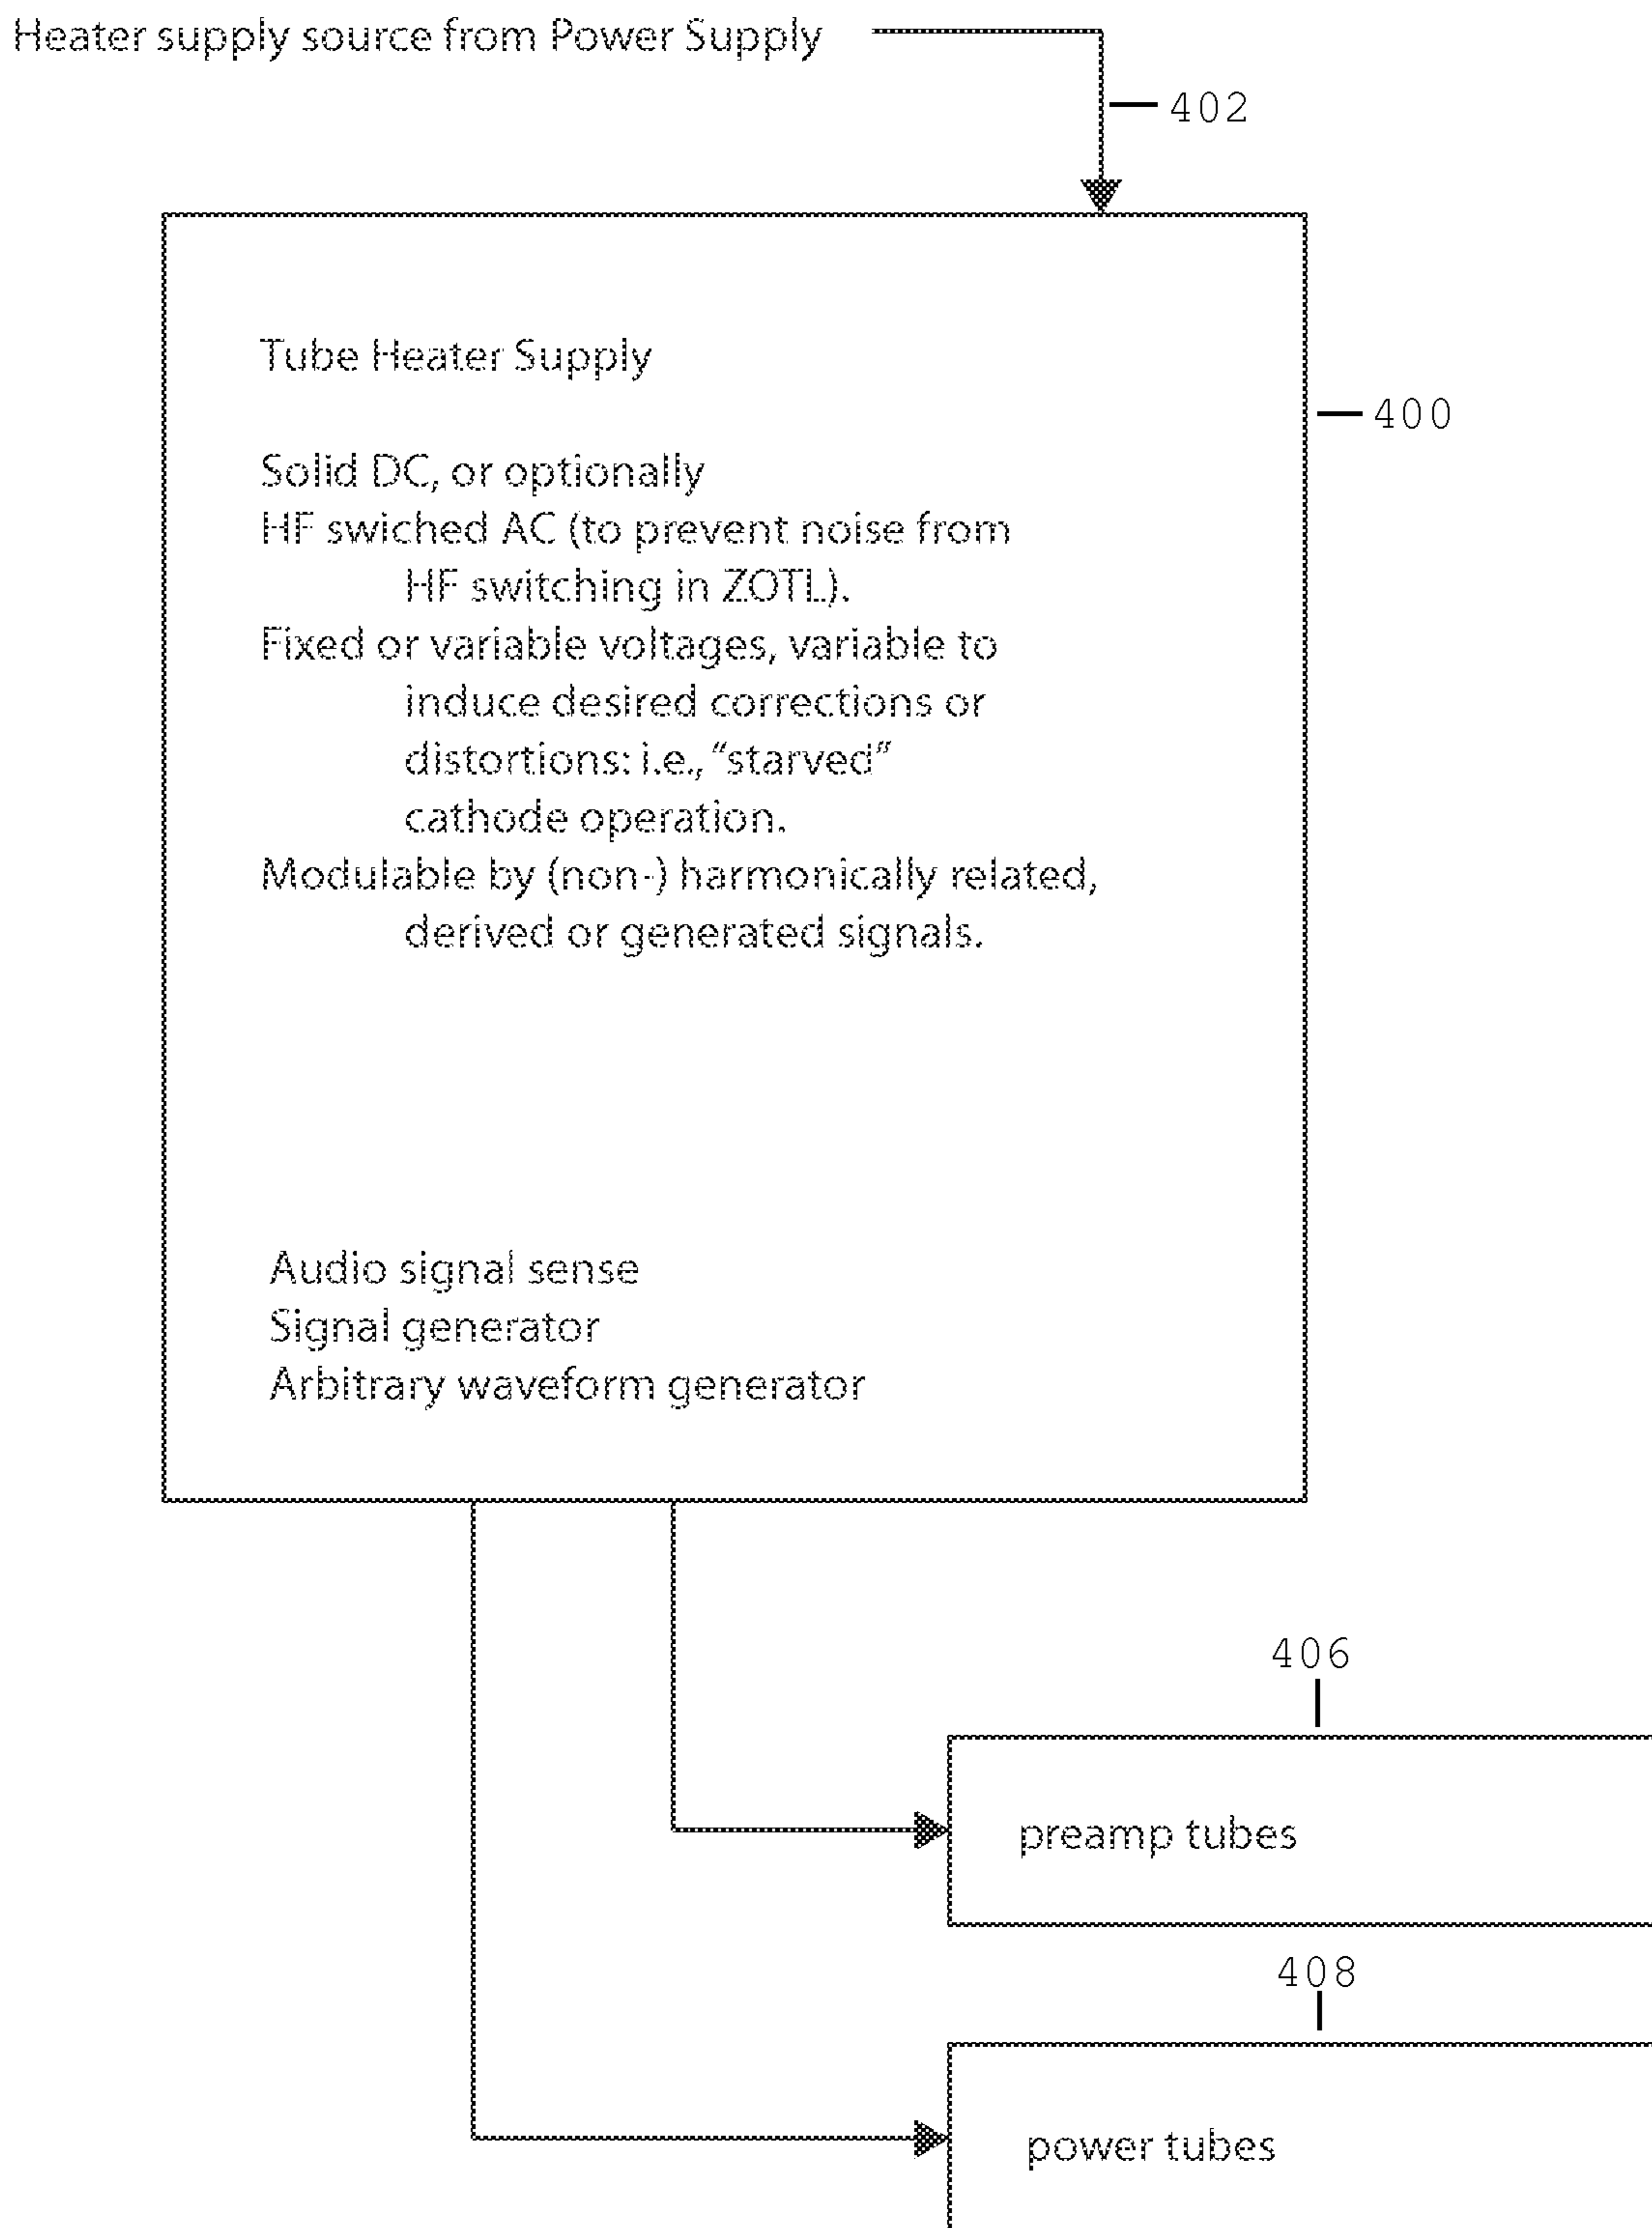 Heater supply source from Power Supply
402
Tube Heater Supply
400
Solid DC, or optionally
HF swiched AC (to prevent noise from
HF switching in ZOTL).
Fixed or variable voltages, variable to
induce desired corrections or
distortions: i.e., “starved”
cathode operation.
Modulable by (non-) harmonically related,
derived or generated signals.
Audio signal sense
Signal generator
Arbitrary waveform generator
406
preamp tubes
408
power tubes